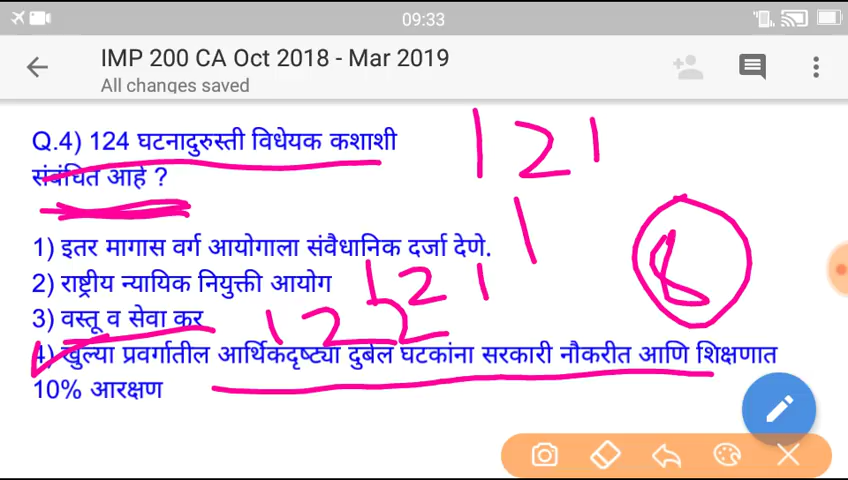 09:33
IMP 200 CA Oct 2018 - Mar 2019
All changes saved
Q.4) 124 घटनादुरुस्ती विधेयक कशाशी
संबंधित आहे ?
121
1) इतर मागास वर्ग आयोगाला संवैधानिक दर्जा देणे.
2) राष्ट्रीय न्यायिक नियुक्ती आयोग
121
3) वस्तू व सेवा कर
122
4) खुल्या प्रवर्गातील आर्थिकदृष्ट्या दुर्बल घटकांना सरकारी नौकरीत आणि शिक्षणात
10% आरक्षण